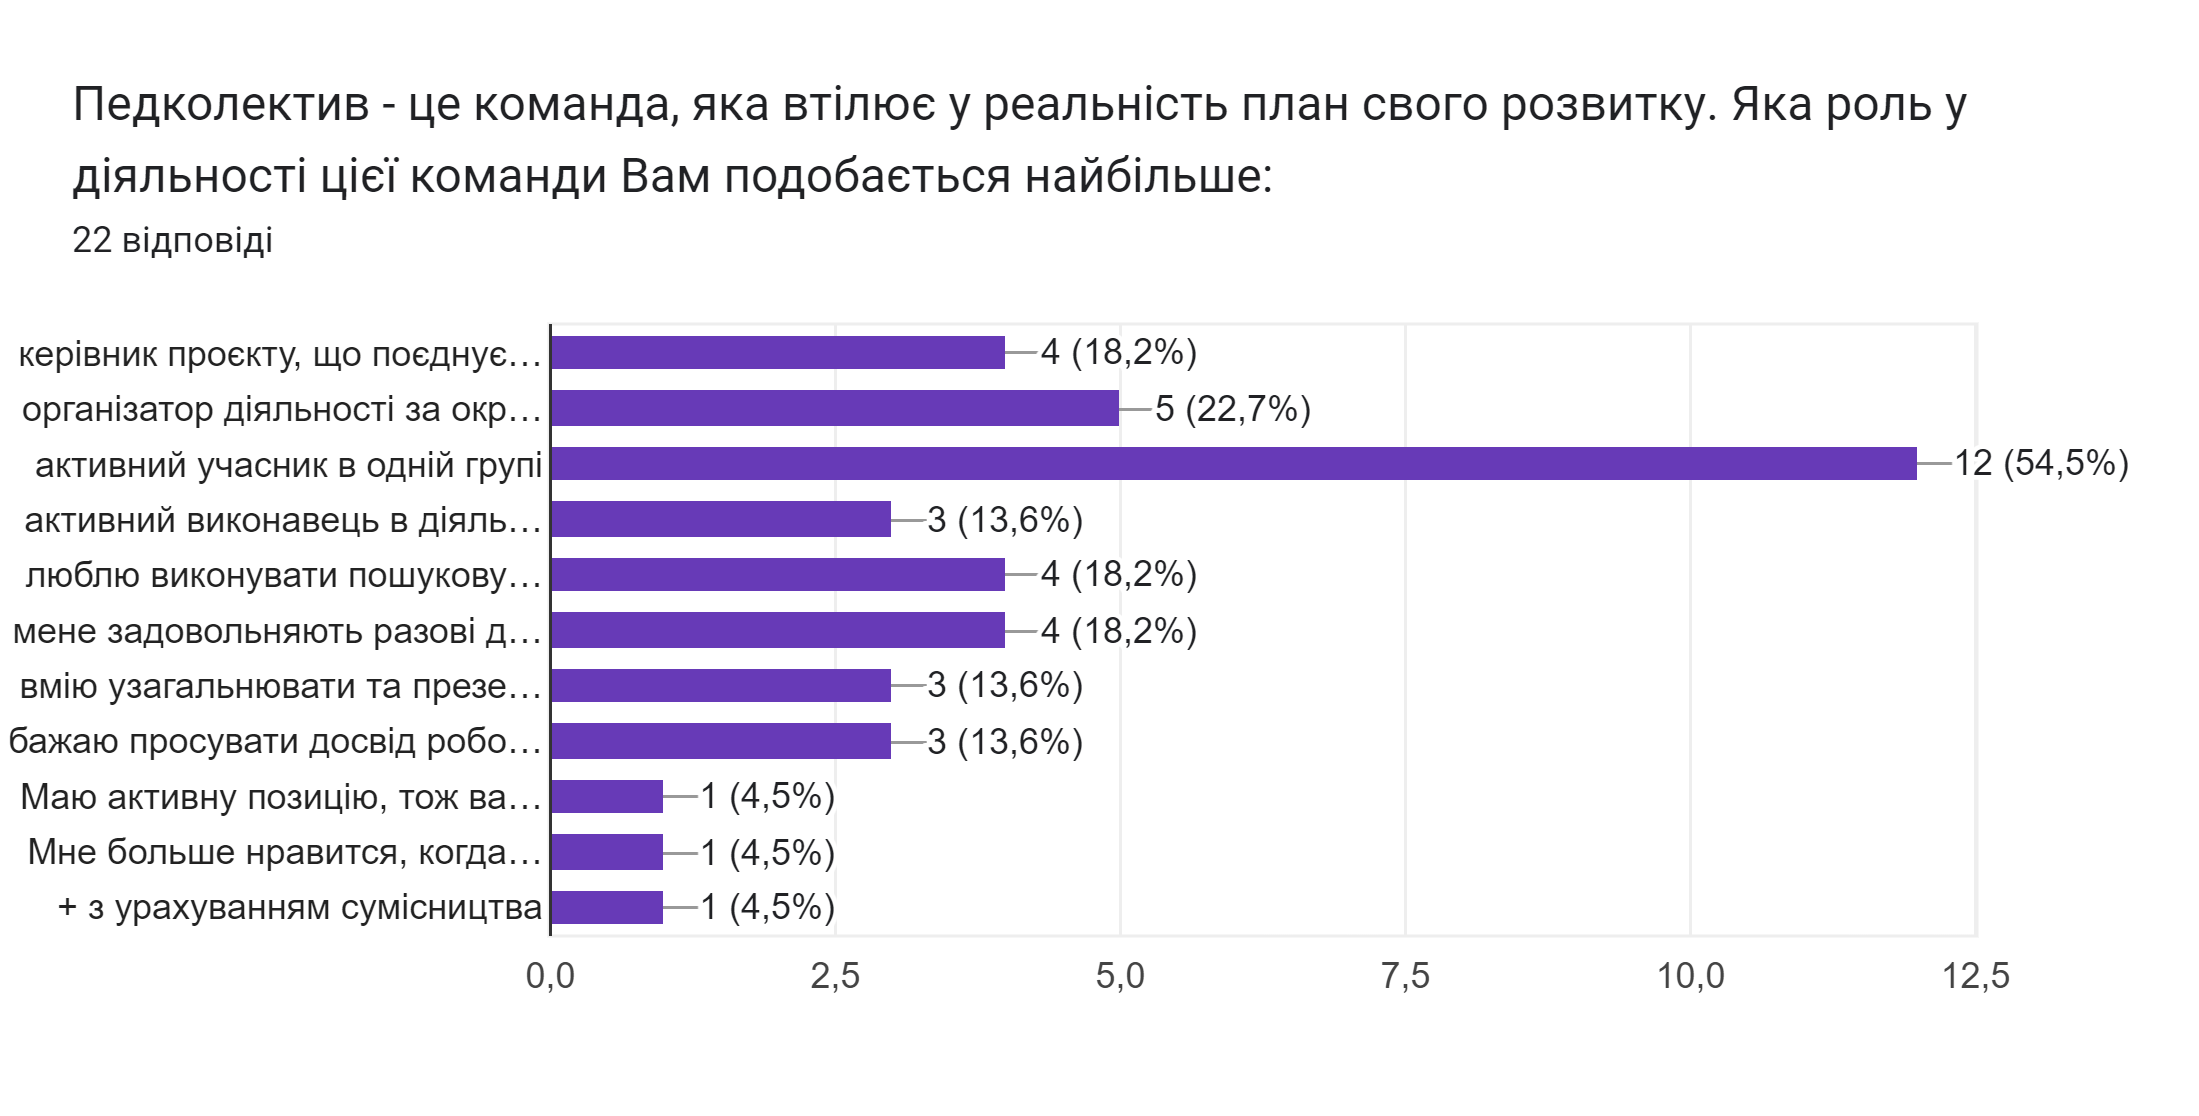 Педколектив - це команда, яка втілює у реальність план свого розвитку. Яка роль у
діяльності цієї команди Вам подобається найбільше:
22 відповіді
керівник проєкту, що поєднує… 4 (18,2%)
організатор діяльності за окр… 5 (22,7%)
активний учасник в одній групі 12 (54,5%)
активний виконавець в діяль… 3 (13,6%)
люблю виконувати пошукову… 4 (18,2%)
мене задовольняють разові д… 4 (18,2%)
вмію узагальнювати та презе… 3 (13,6%)
бажаю просувати досвід робо… 3 (13,6%)
Маю активну позицію, тож ва… 1 (4,5%)
Мне больше нравится, когда… 1 (4,5%)
+ з урахуванням сумісництва 1 (4,5%)
0,0 2,5 5,0 7,5 10,0 12,5